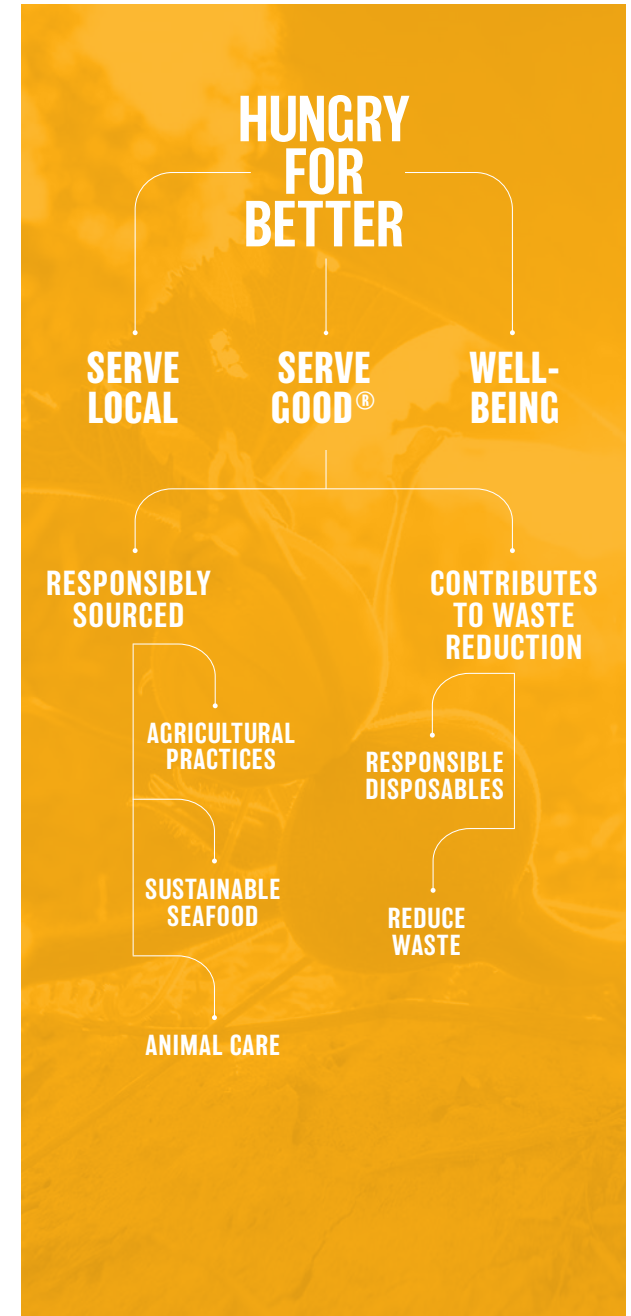 HUNGRY
FOR
BETTER
SERVE
LOCAL
SERVE
GOOD®
WELL-
BEING
RESPONSIBLY
SOURCED
CONTRIBUTES
TO WASTE
REDUCTION
AGRICULTURAL
PRACTICES
RESPONSIBLE
DISPOSABLES
SUSTAINABLE
SEAFOOD
REDUCE
WASTE
ANIMAL CARE